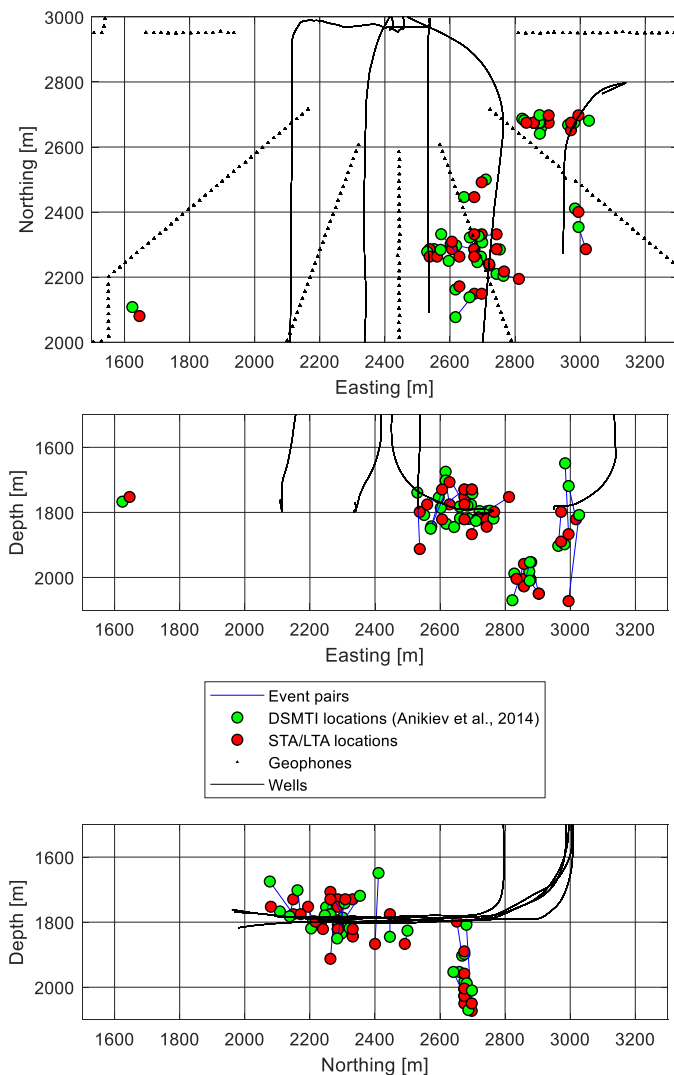 3000
2800
2600
2400
2200
2000
Northing [m]
1600 1800 2000 2200 2400 2600 2800 3000 3200
Easting [m]
1600
1800
2000
Depth [m]
1600 1800 2000 2200 2400 2600 2800 3000 3200
Easting [m]
Event pairs
DSMTI locations (Anikiev et al., 2014)
STA/LTA locations
Geophones
Wells
1600
1800
2000
Depth [m]
1600 1800 2000 2200 2400 2600 2800 3000 3200
Northing [m]